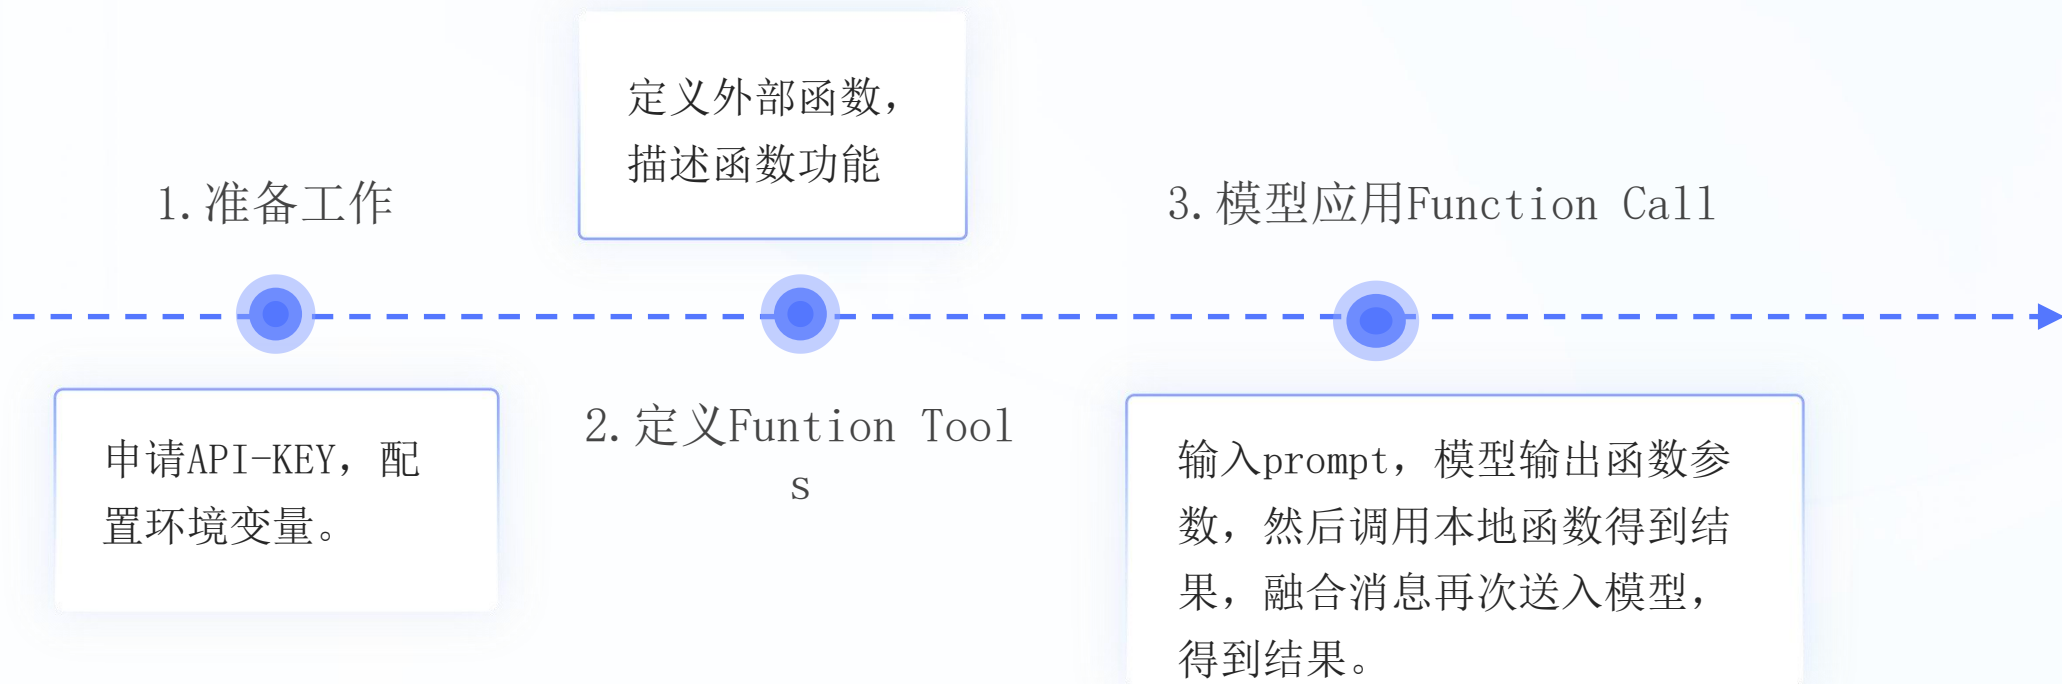 1.准备工作
申请API-KEY，配
置环境变量。
定义外部函数，
描述函数功能
2.定义Funtion Tool
s
3.模型应用Function Call
输入prompt，模型输出函数参
数，然后调用本地函数得到结
果，融合消息再次送入模型，
得到结果。